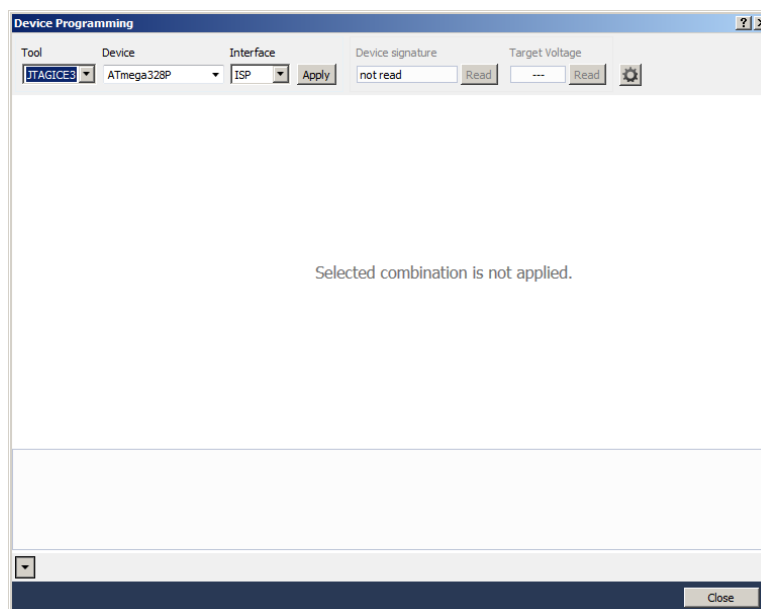 Device Programming
Tool Device Interface Device signature Target Voltage
JTAGICE3 ATmega328P ISP Apply not read Read --- Read
Selected combination is not applied.
Close